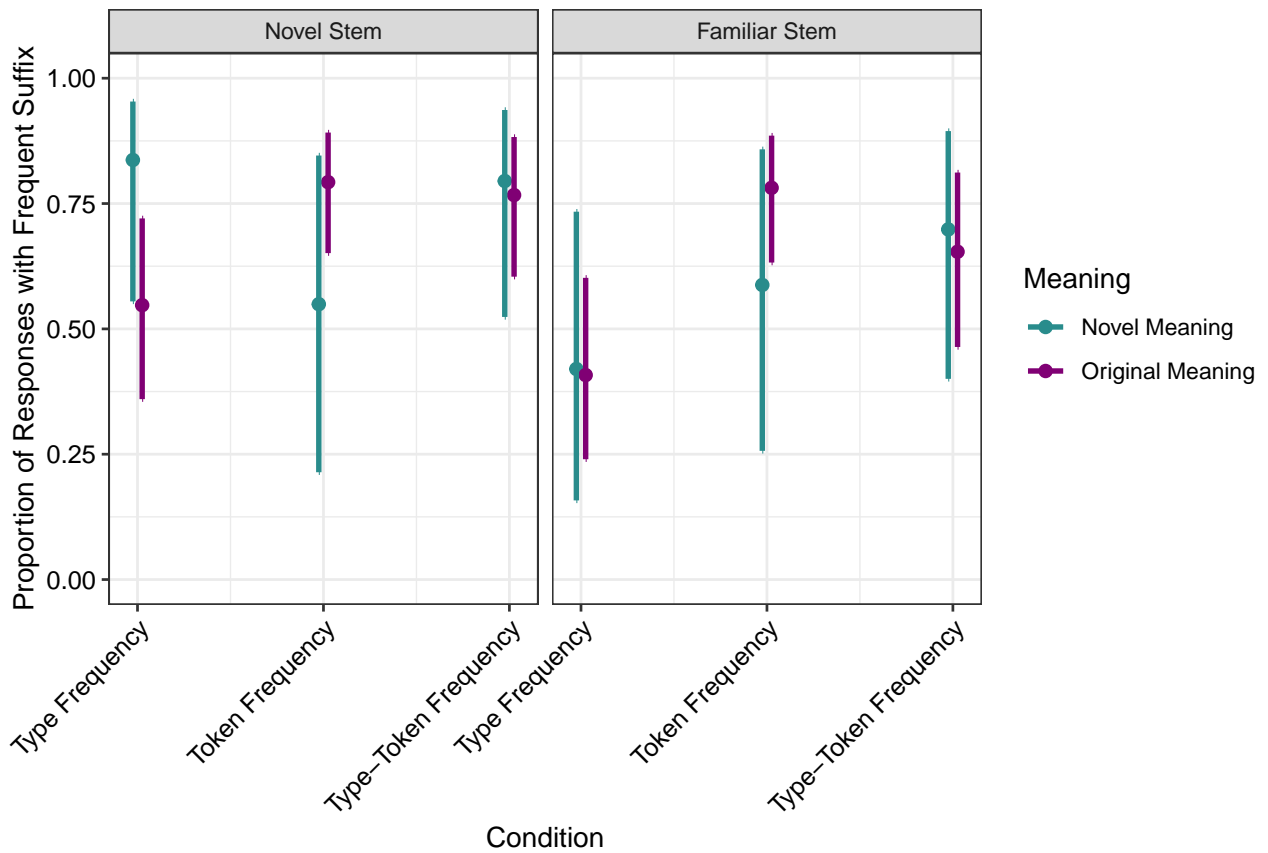 Novel Stem
Familiar Stem
Proportion of Responses with Frequent Suffix
1.00
0.75
0.50
0.25
0.00
Type Frequency
Token Frequency
Type−Token Frequency
Type Frequency
Token Frequency
Type−Token Frequency
Condition
Meaning
Novel Meaning
Original Meaning